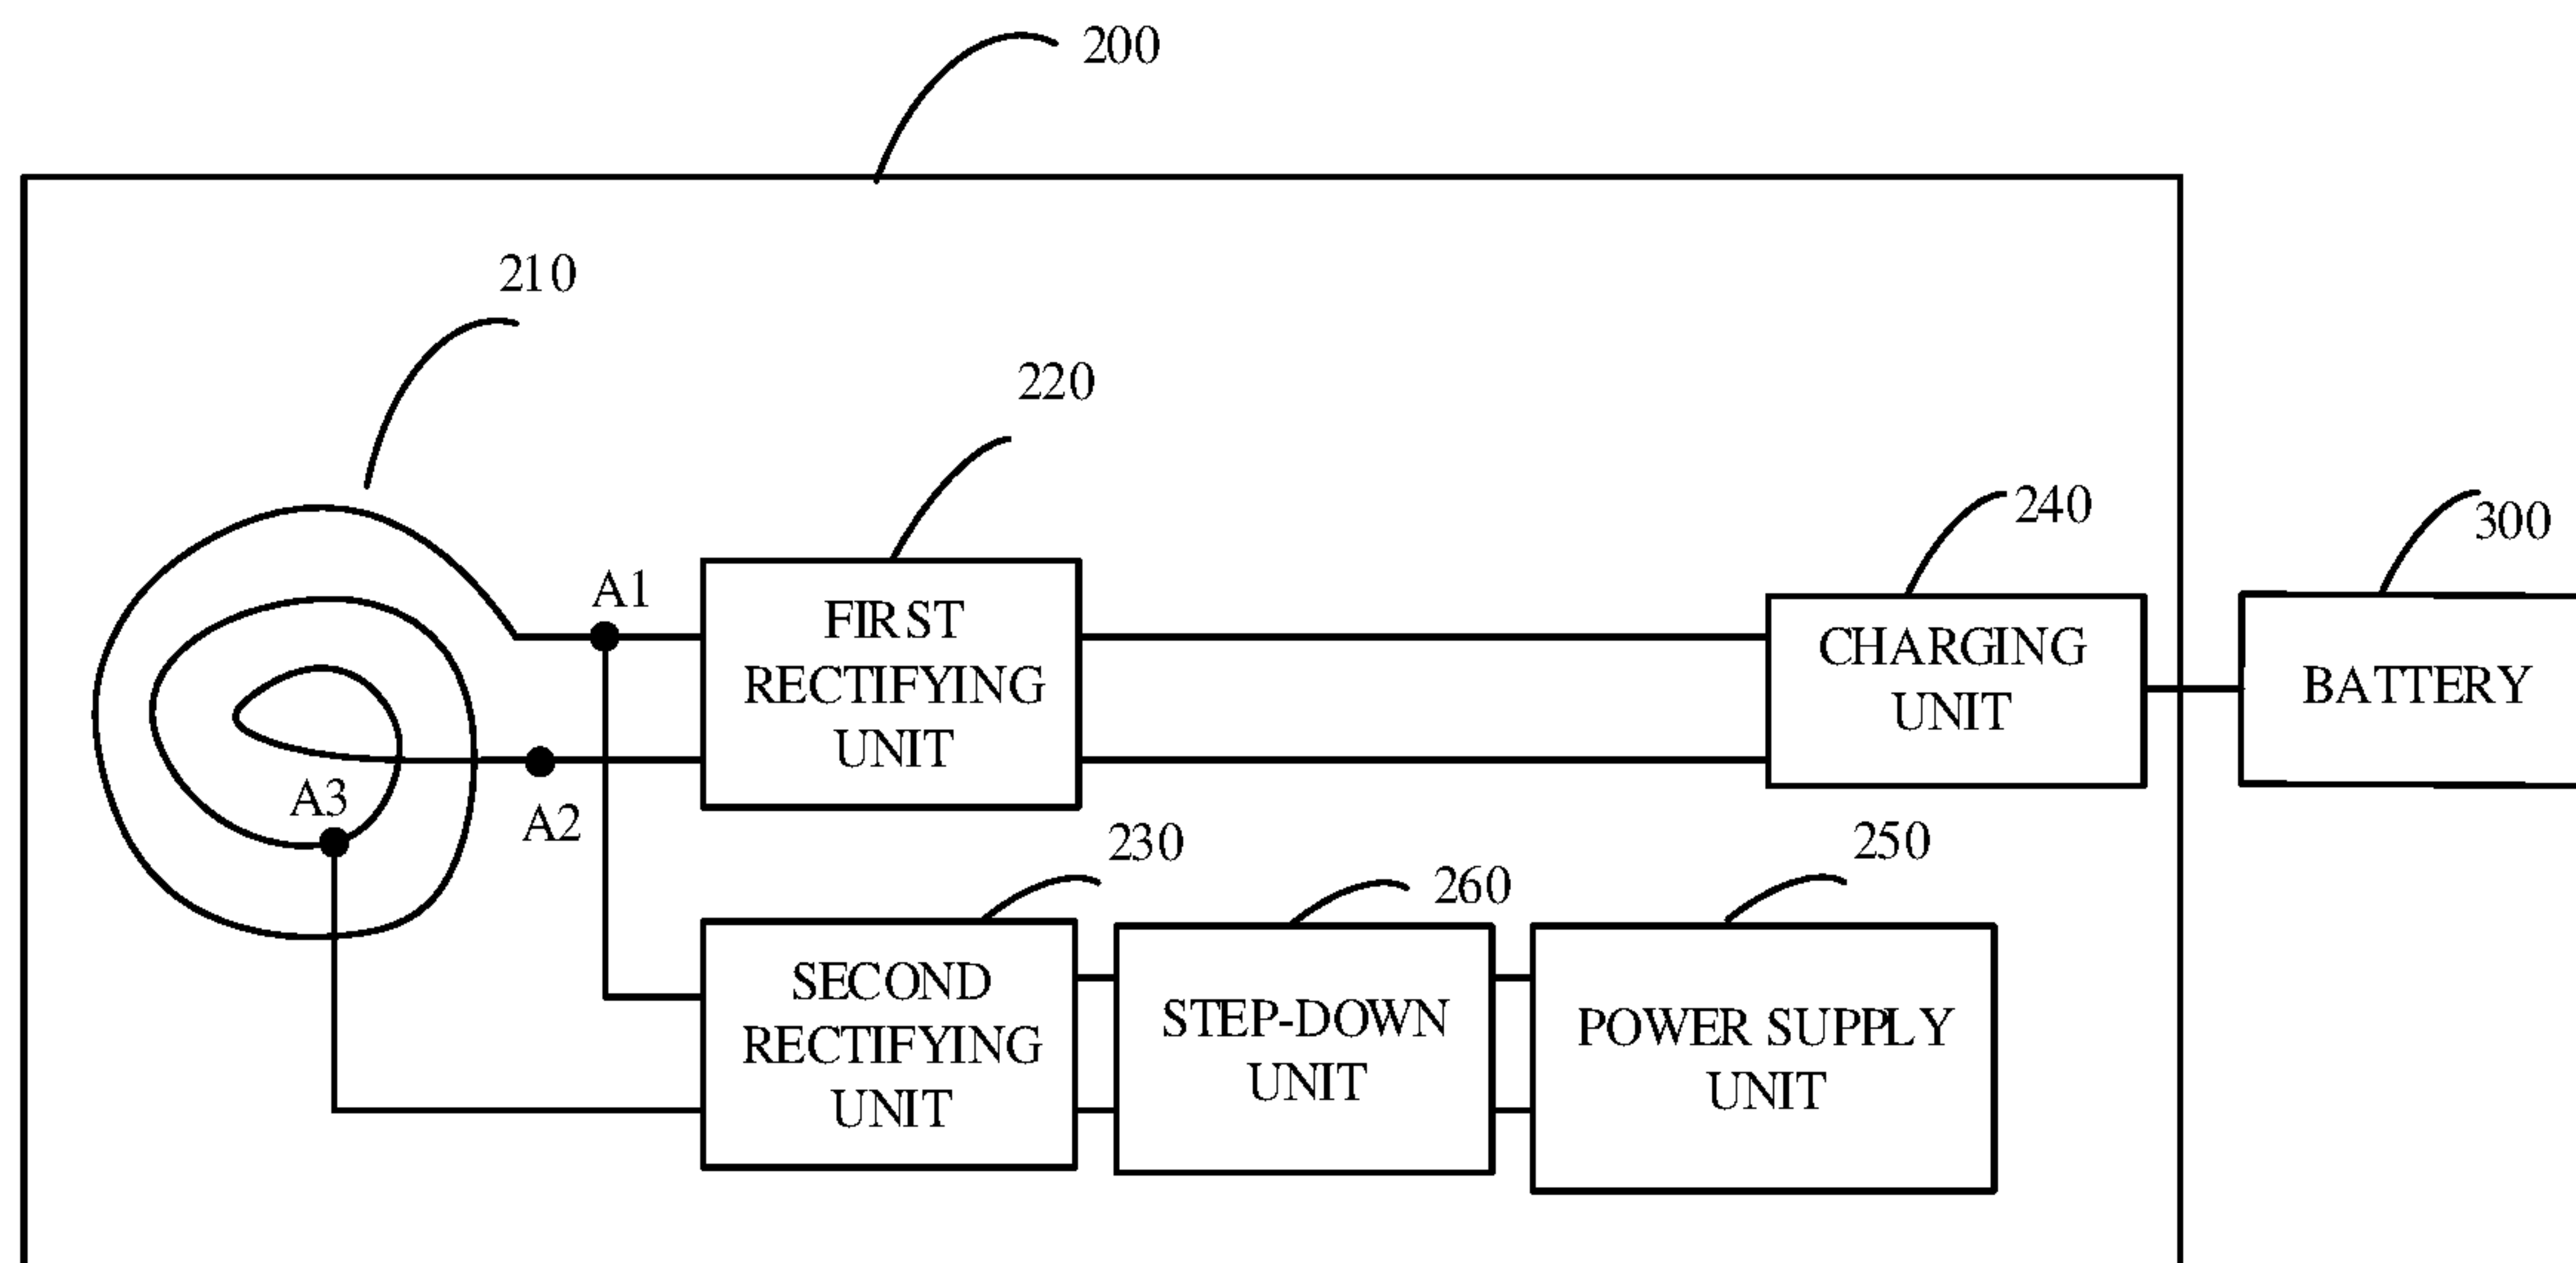 200
210
220
240
300
A1
FIRST
RECTIFYING
UNIT
CHARGING
UNIT
BATTERY
A3
A2
230
260
250
SECOND
RECTIFYING
UNIT
STEP-DOWN
UNIT
POWER SUPPLY
UNIT